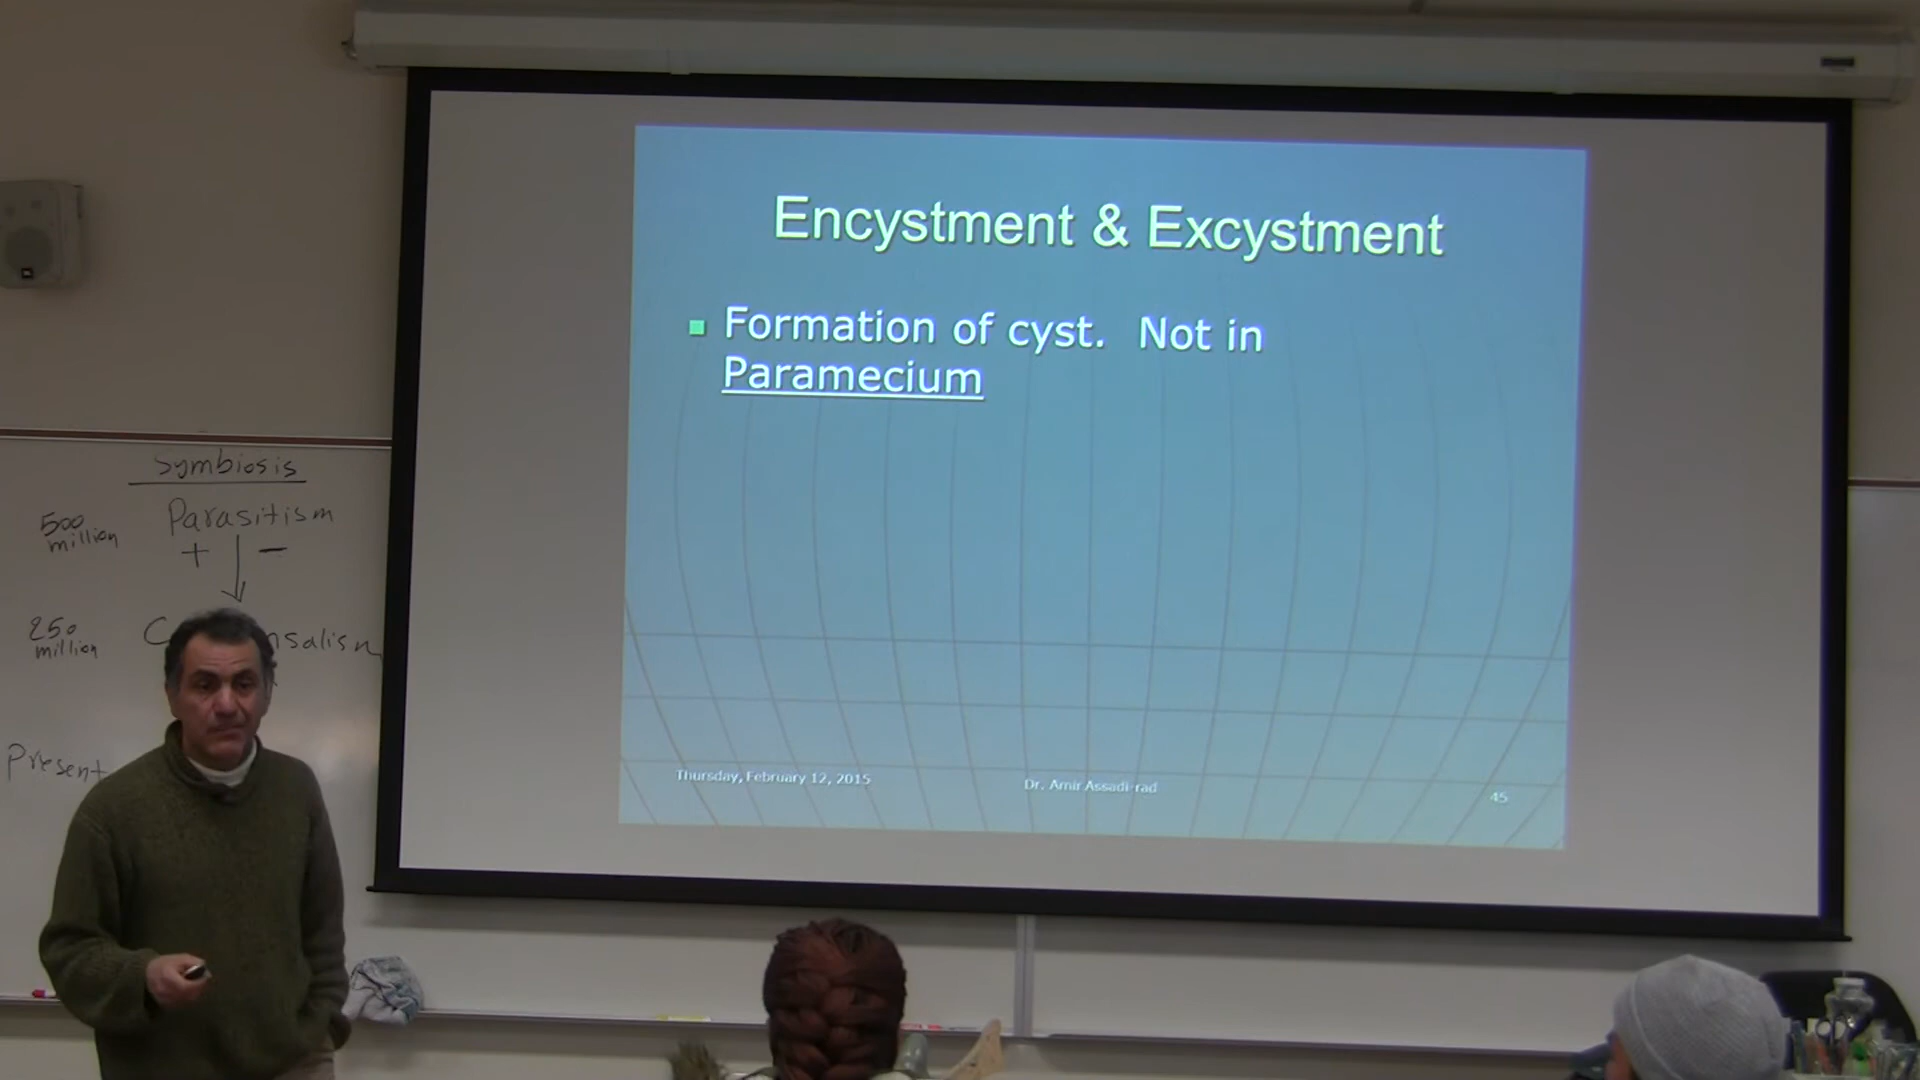 Encystment & Excystment
Formation of cyst. Not in
Paramecium
Thursday, February 12, 2015
Dr. Amir Assadi-rad
45
Symbiosis
500
million
Parasitism
+ -
250
million
Present